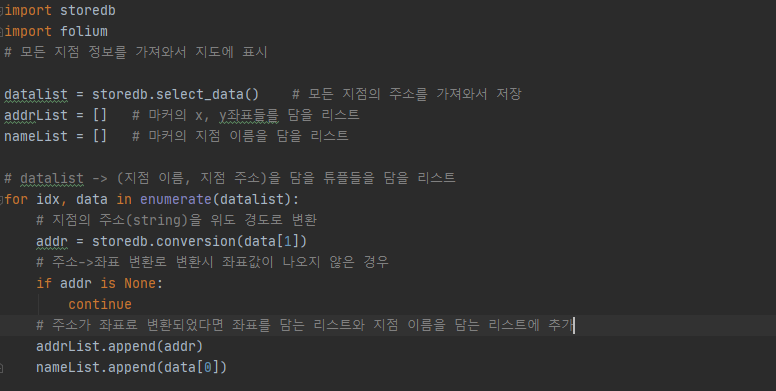 import storedb
import folium
# 모든 지점 정보를 가져와서 지도에 표시
datalist = storedb.select_data()    # 모든 지점의 주소를 가져와서 저장
addrList = []   # 마커의 x, y좌표들를 담을 리스트
nameList = []   # 마커의 지점 이름을 담을 리스트
# datalist -> (지점 이름, 지점 주소)을 담을 튜플들을 담을 리스트
for idx, data in enumerate(datalist):
    # 지점의 주소(string)을 위도 경도로 변환
    addr = storedb.conversion(data[1])
    # 주소->좌표 변환로 변환시 좌표값이 나오지 않은 경우
    if addr is None:
        continue
    # 주소가 좌표료 변환되었다면 좌표를 담는 리스트와 지점 이름을 담는 리스트에 추가
    addrList.append(addr)
    nameList.append(data[0])